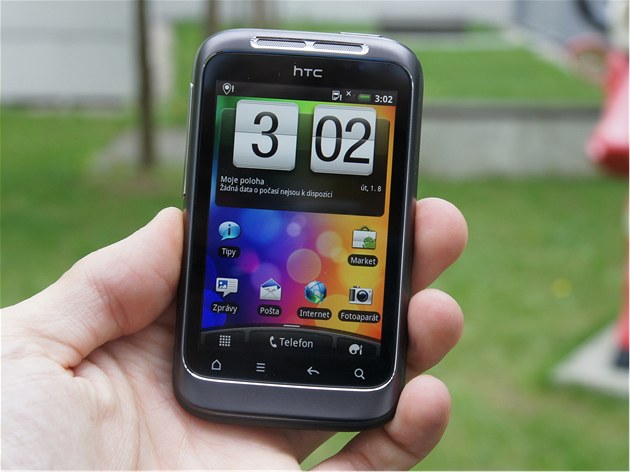 hTC
3:02
3 02
Moje poloha
Žádná data o počasí nejsou k dispozici
út, 1. 8
Tipy
Market
Zprávy
Pošta
Internet
Fotoaparát
Telefon